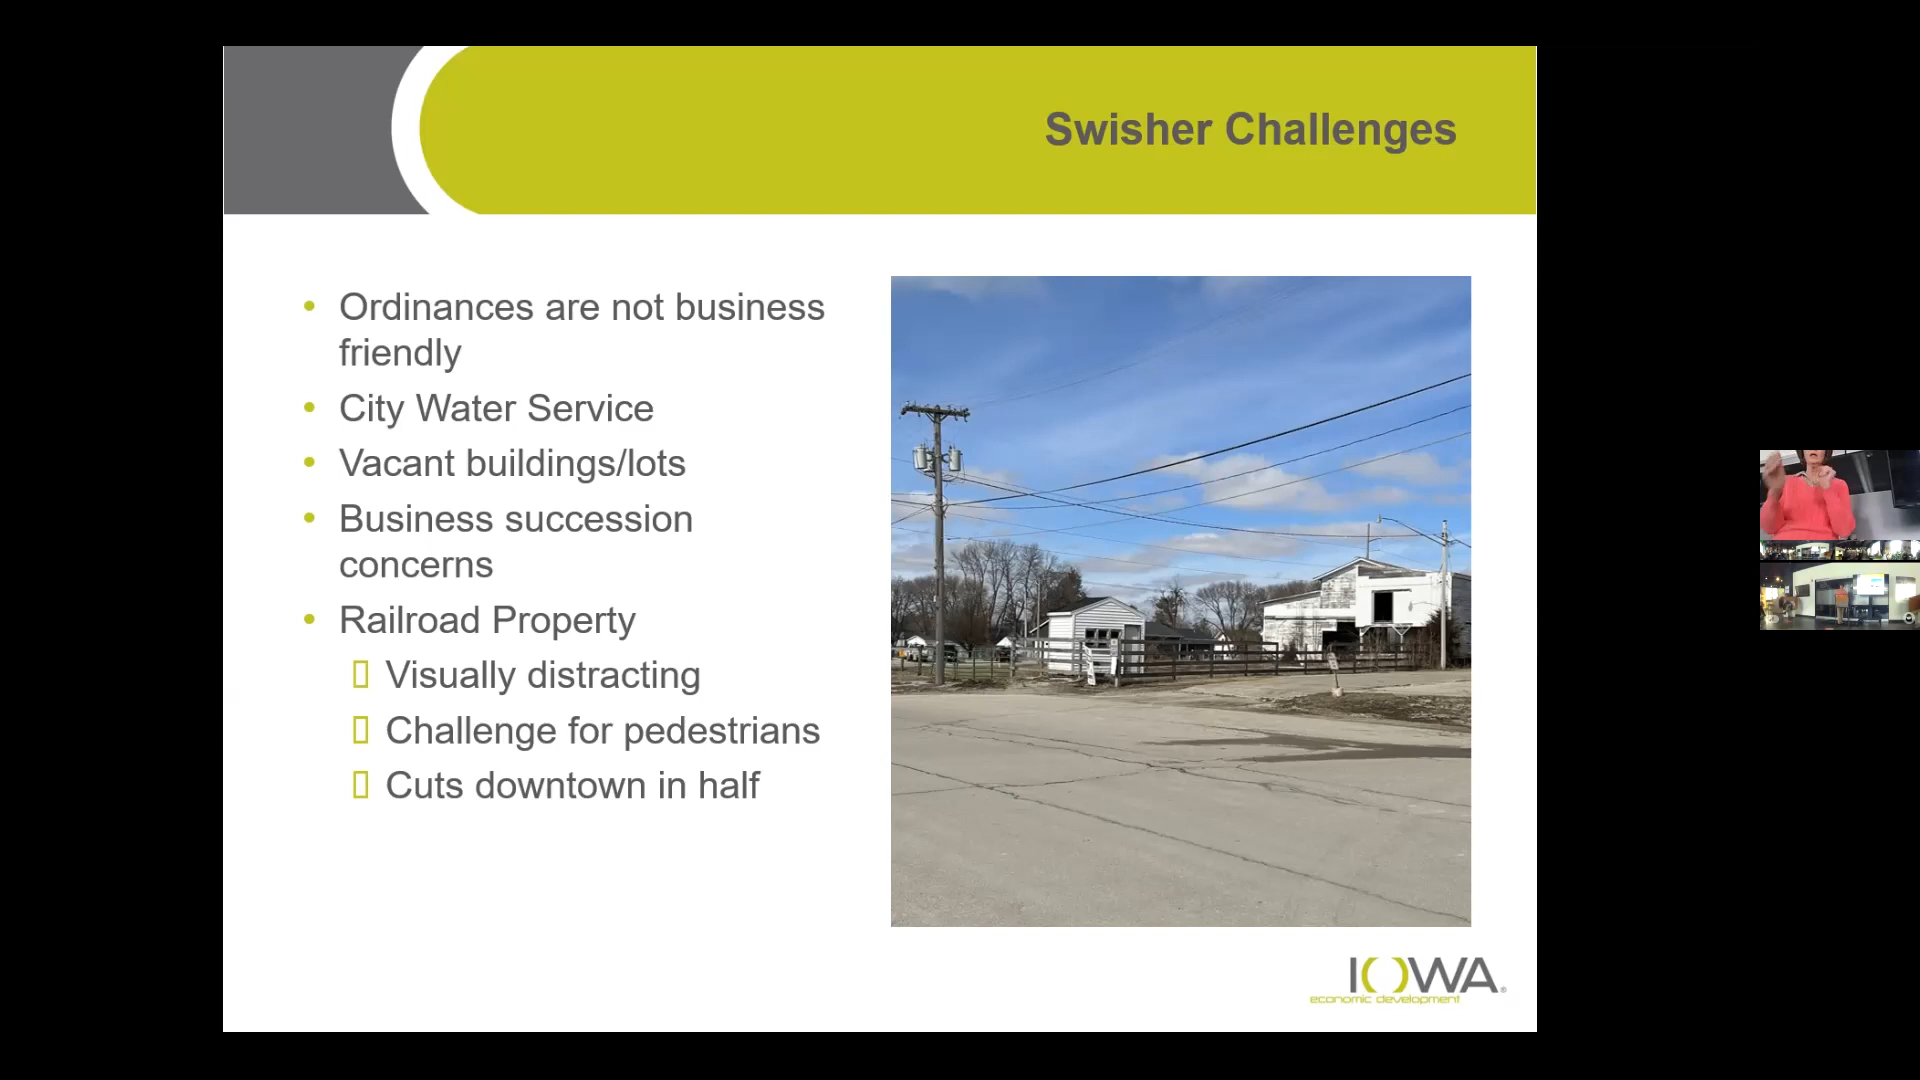 Swisher Challenges
• Ordinances are not business
friendly
• City Water Service
• Vacant buildings/lots
• Business succession
concerns
• Railroad Property
▯ Visually distracting
▯ Challenge for pedestrians
▯ Cuts downtown in half
IOWA®
economic development